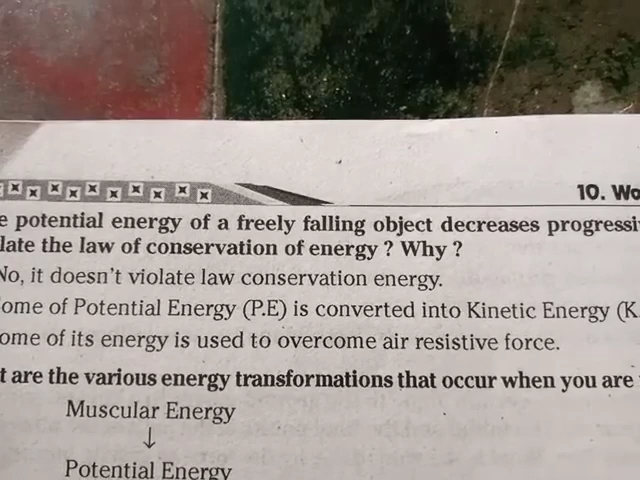 10. Wo
e potential energy of a freely falling object decreases progressi
late the law of conservation of energy ? Why ?
No, it doesn't violate law conservation energy.
ome of Potential Energy (P.E) is converted into Kinetic Energy (K.
ome of its energy is used to overcome air resistive force.
t are the various energy transformations that occur when you are
Muscular Energy
↓
Potential Energy